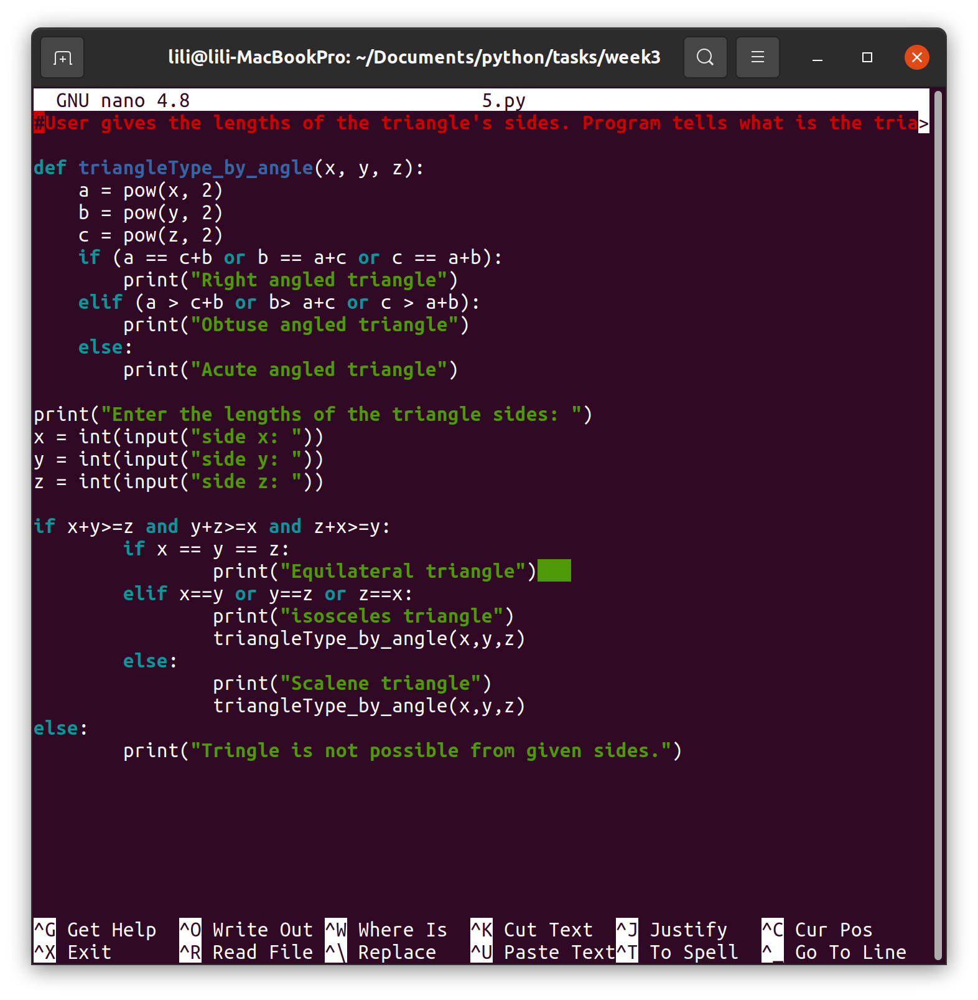 lili@lili-MacBookPro: ~/Documents/python/tasks/week3
GNU nano 4.8 5.py
#User gives the lengths of the triangle's sides. Program tells what is the tria>
def triangleType_by_angle(x, y, z):
    a = pow(x, 2)
    b = pow(y, 2)
    c = pow(z, 2)
    if (a == c+b or b == a+c or c == a+b):
        print("Right angled triangle")
    elif (a > c+b or b> a+c or c > a+b):
        print("Obtuse angled triangle")
    else:
        print("Acute angled triangle")
print("Enter the lengths of the triangle sides: ")
x = int(input("side x: "))
y = int(input("side y: "))
z = int(input("side z: "))
if x+y>=z and y+z>=x and z+x>=y:
        if x == y == z:
                print("Equilateral triangle")
        elif x==y or y==z or z==x:
                print("isosceles triangle")
                triangleType_by_angle(x,y,z)
        else:
                print("Scalene triangle")
                triangleType_by_angle(x,y,z)
else:
        print("Tringle is not possible from given sides.")
^G Get Help ^O Write Out ^W Where Is ^K Cut Text ^J Justify ^C Cur Pos
^X Exit ^R Read File ^\ Replace ^U Paste Text ^T To Spell ^_ Go To Line